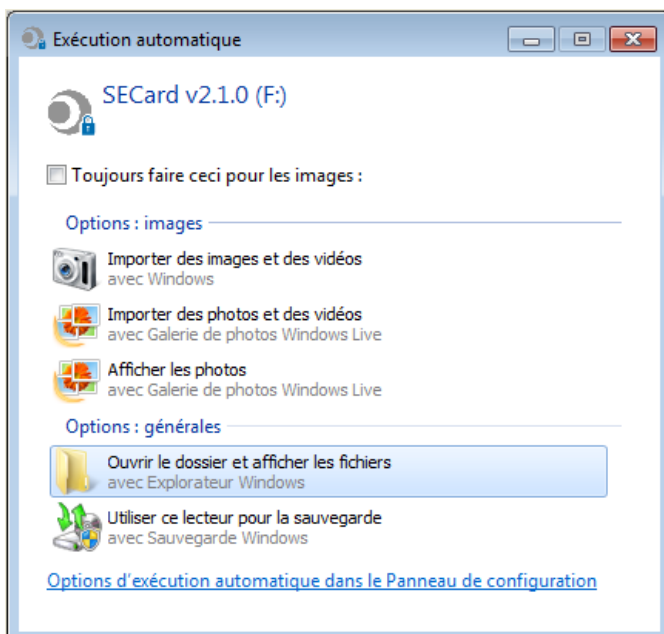 Exécution automatique
SECard v2.1.0 (F:)
Toujours faire ceci pour les images :
Options : images
Importer des images et des vidéos
avec Windows
Importer des photos et des vidéos
avec Galerie de photos Windows Live
Afficher les photos
avec Galerie de photos Windows Live
Options : générales
Ouvrir le dossier et afficher les fichiers
avec Explorateur Windows
Utiliser ce lecteur pour la sauvegarde
avec Sauvegarde Windows
Options d'exécution automatique dans le Panneau de configuration